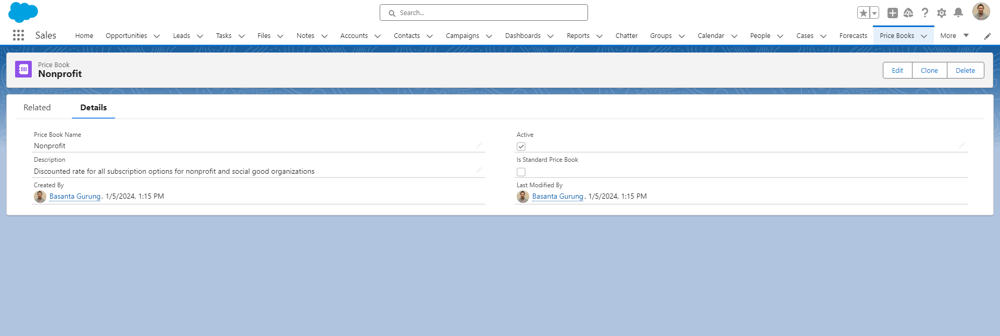 Search...
Sales
Home
Opportunities
Leads
Tasks
Files
Notes
Accounts
Contacts
Campaigns
Dashboards
Reports
Chatter
Groups
Calendar
People
Cases
Forecasts
Price Books
More
Price Book
Nonprofit
Edit
Clone
Delete
Related
Details
Price Book Name
Nonprofit
Active
Description
Discounted rate for all subscription options for nonprofit and social good organizations
Is Standard Price Book
Created By
Basanta Gurung, 1/5/2024, 1:15 PM
Last Modified By
Basanta Gurung, 1/5/2024, 1:15 PM